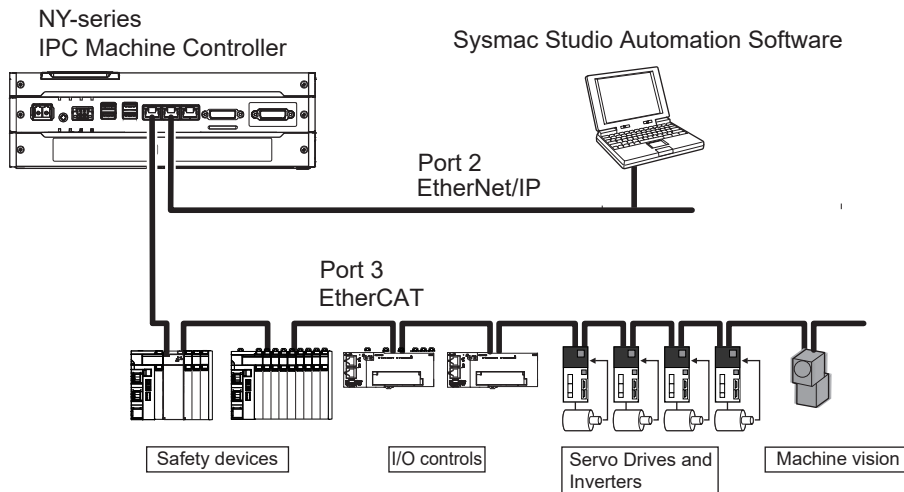 NY-series
IPC Machine Controller
Sysmac Studio Automation Software
Port 2
EtherNet/IP
Port 3
EtherCAT
Safety devices
I/O controls
Servo Drives and
Inverters
Machine vision